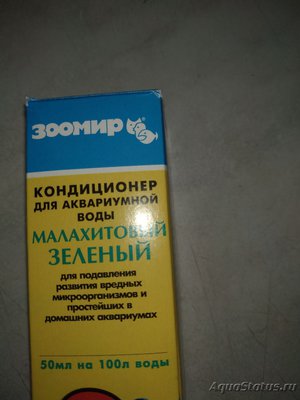 ЗООМИР®
КОНДИЦИОНЕР
ДЛЯ АКВАРИУМНОЙ
ВОДЫ
МАЛАХИТОВЫЙ
ЗЕЛЕНЫЙ
для подавления
развития вредных
микроорганизмов и
простейших в
домашних аквариумах
50мл на 100л воды
AquaStatus.ru